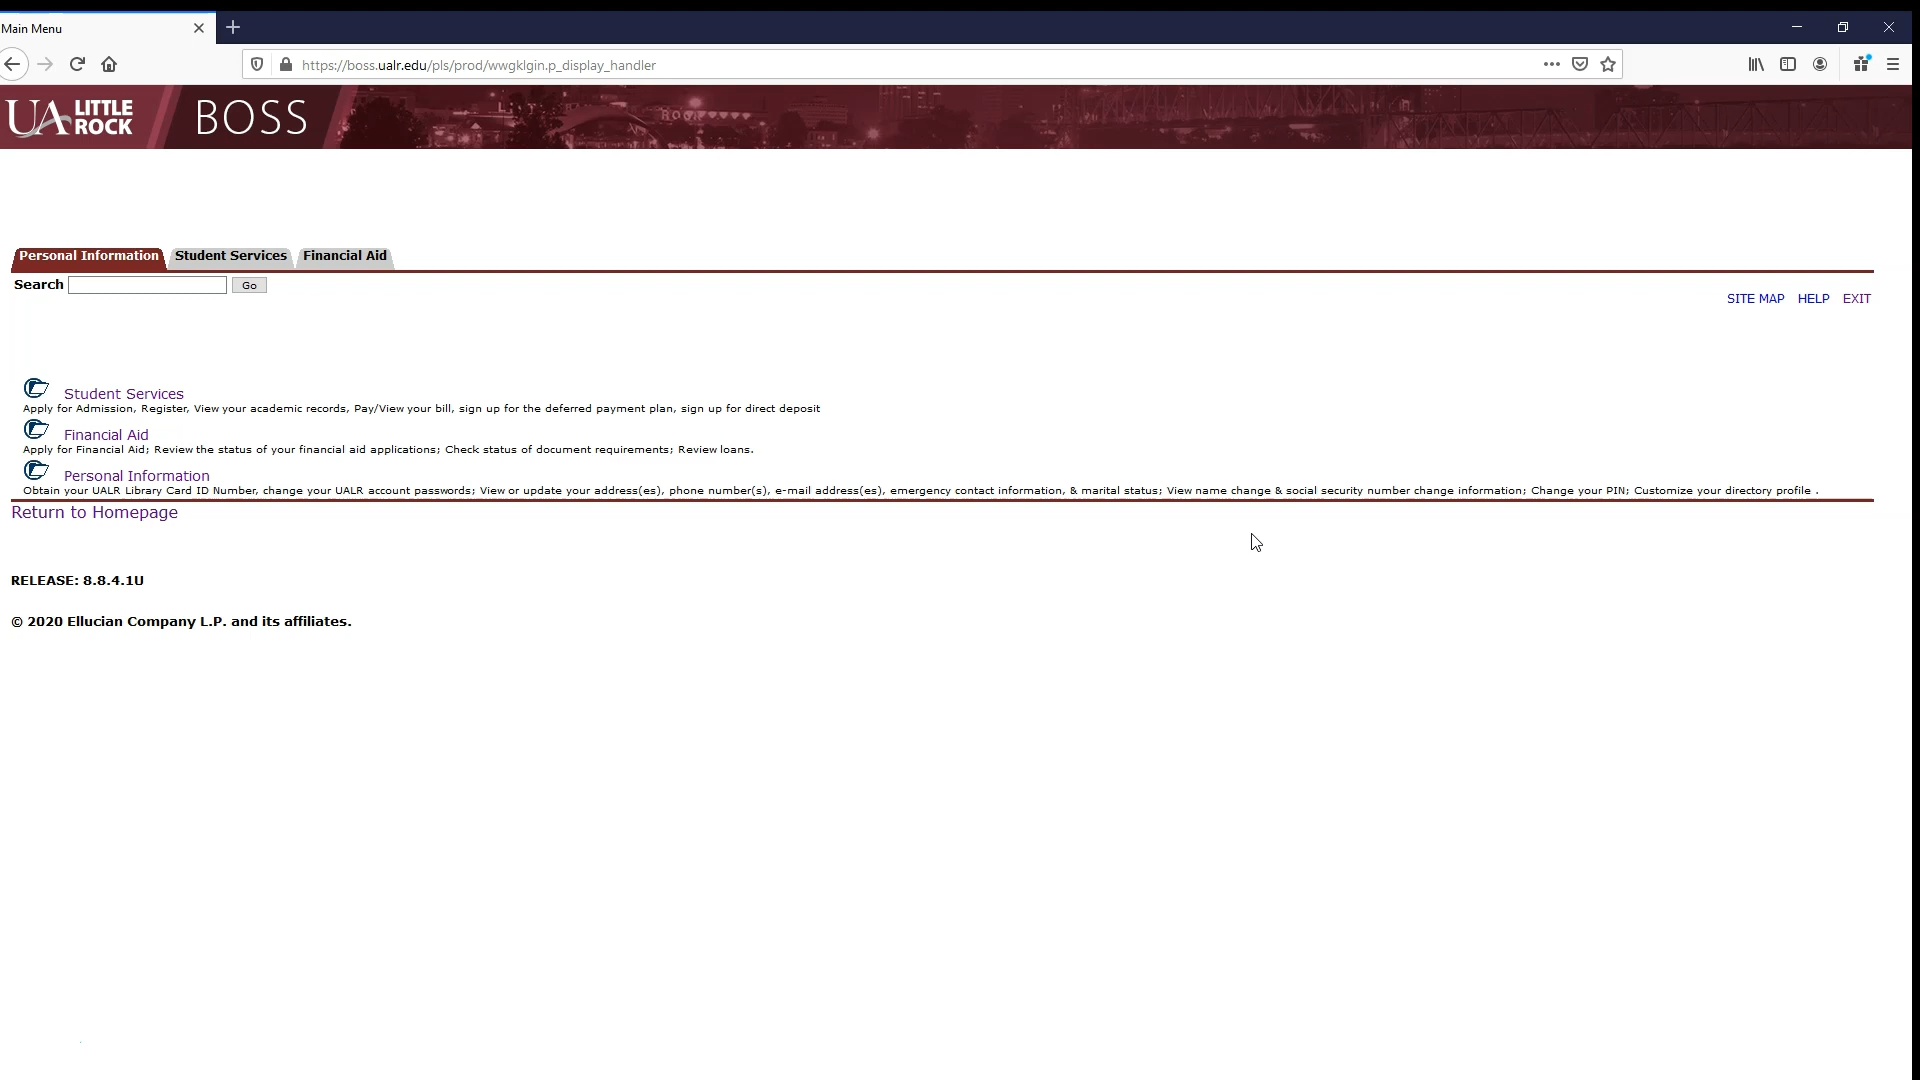 Main Menu
https://boss.ualr.edu/pls/prod/wwgklgin.p_display_handler
UA LITTLE ROCK BOSS
Personal Information Student Services Financial Aid
Search Go
SITE MAP HELP EXIT
Student Services
Apply for Admission, Register, View your academic records, Pay/View your bill, sign up for the deferred payment plan, sign up for direct deposit
Financial Aid
Apply for Financial Aid; Review the status of your financial aid applications; Check status of document requirements; Review loans.
Personal Information
Obtain your UALR Library Card ID Number, change your UALR account passwords; View or update your address(es), phone number(s), e-mail address(es), emergency contact information, & marital status; View name change & social security number change information; Change your PIN; Customize your directory profile .
Return to Homepage
RELEASE: 8.8.4.1U
© 2020 Ellucian Company L.P. and its affiliates.